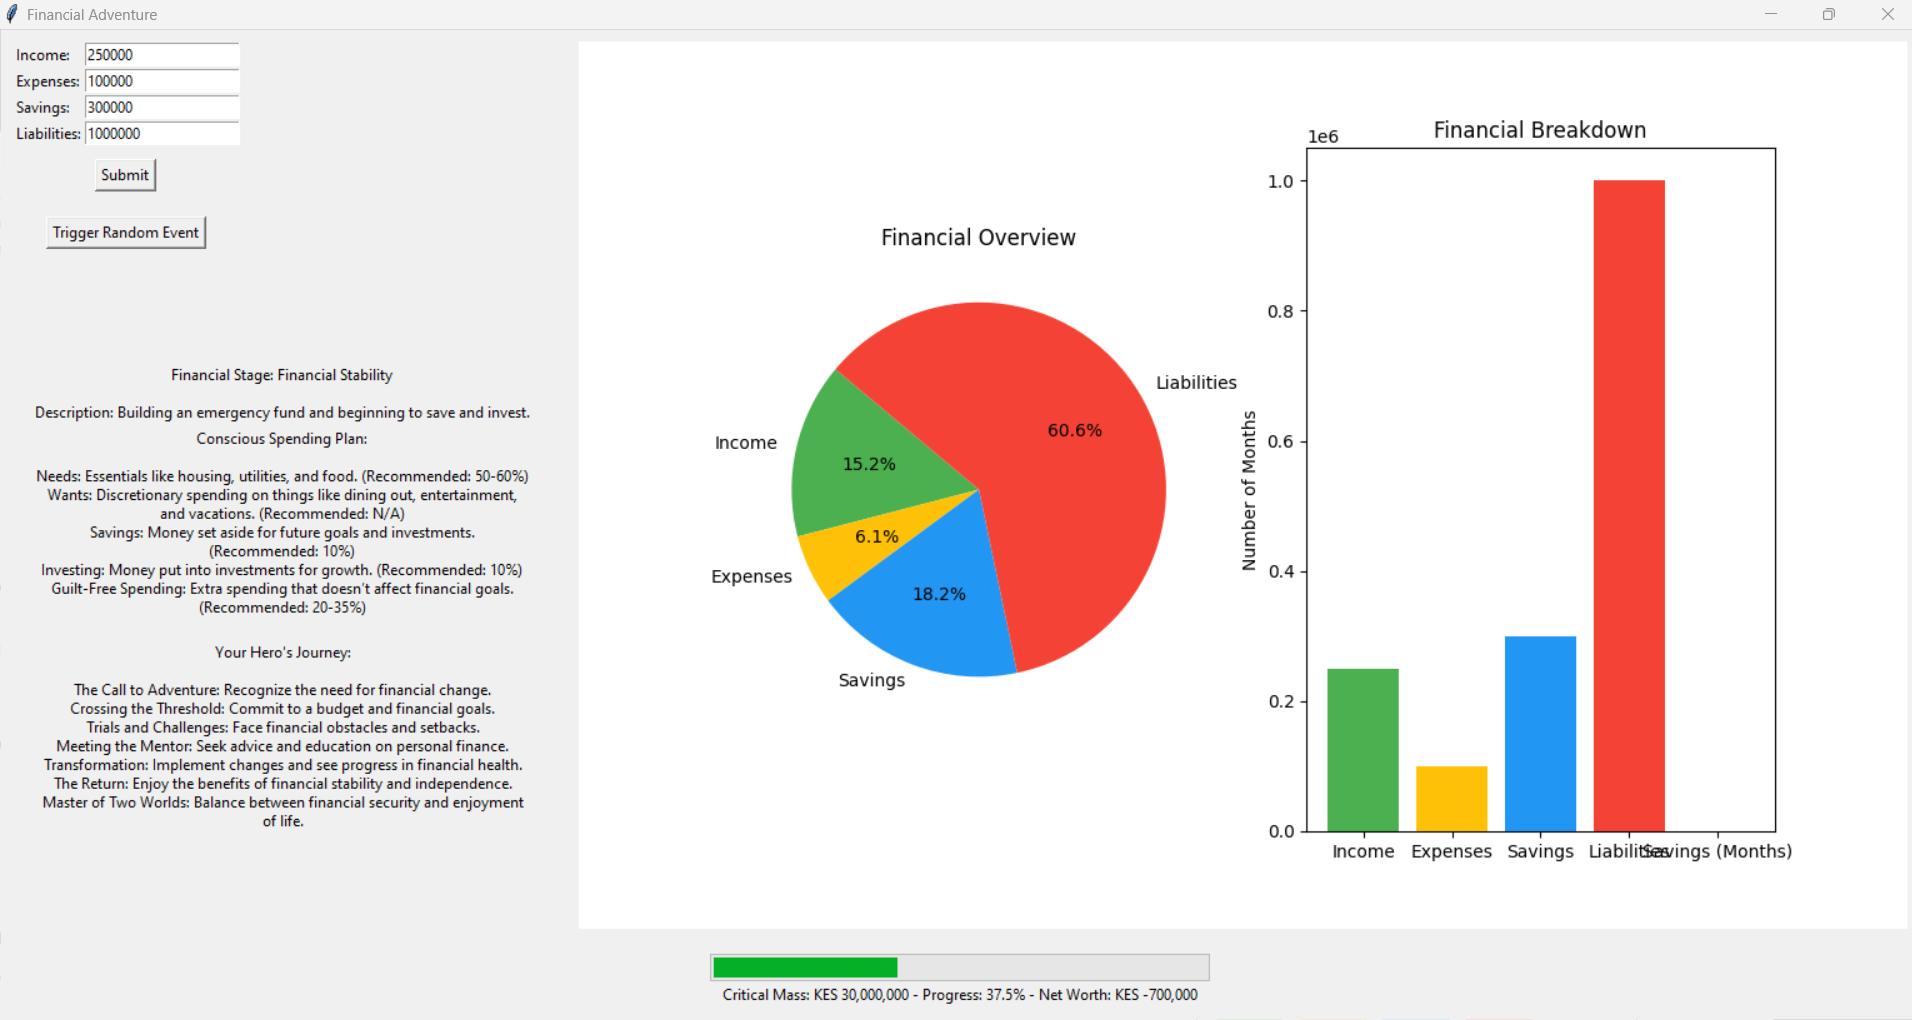 Financial Adventure
Income: 250000
Expenses: 100000
Savings: 300000
Liabilities: 1000000
Submit
Trigger Random Event
Financial Stage: Financial Stability
Description: Building an emergency fund and beginning to save and invest.
Conscious Spending Plan:
Needs: Essentials like housing, utilities, and food. (Recommended: 50-60%)
Wants: Discretionary spending on things like dining out, entertainment,
and vacations. (Recommended: N/A)
Savings: Money set aside for future goals and investments.
(Recommended: 10%)
Investing: Money put into investments for growth. (Recommended: 10%)
Guilt-Free Spending: Extra spending that doesn't affect financial goals.
(Recommended: 20-35%)
Your Hero's Journey:
The Call to Adventure: Recognize the need for financial change.
Crossing the Threshold: Commit to a budget and financial goals.
Trials and Challenges: Face financial obstacles and setbacks.
Meeting the Mentor: Seek advice and education on personal finance.
Transformation: Implement changes and see progress in financial health.
The Return: Enjoy the benefits of financial stability and independence.
Master of Two Worlds: Balance between financial security and enjoyment
of life.
Financial Overview
Liabilities
60.6%
Income
15.2%
Expenses
6.1%
Savings
18.2%
Financial Breakdown
1e6
1.0
0.8
0.6
0.4
0.2
0.0
Number of Months
Income
Expenses
Savings
Liabilities
Savings (Months)
Critical Mass: KES 30,000,000 - Progress: 37.5% - Net Worth: KES -700,000